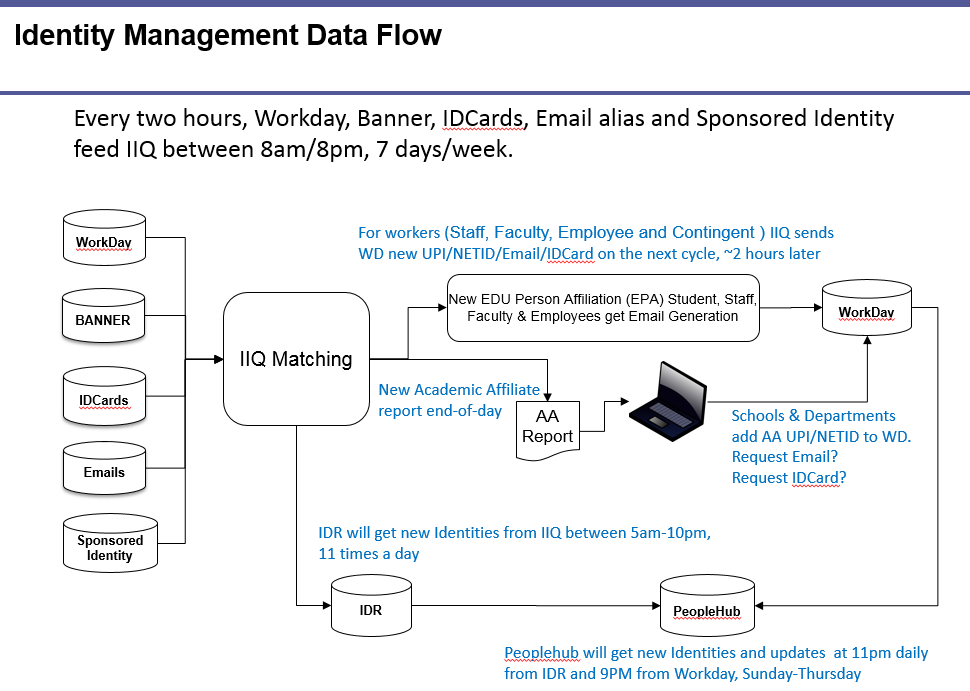 Identity Management Data Flow
Every two hours, Workday, Banner, IDCards, Email alias and Sponsored Identity
feed IIQ between 8am/8pm, 7 days/week.
WorkDay
BANNER
IDCards
Emails
Sponsored
Identity
IIQ Matching
For workers (Staff, Faculty, Employee and Contingent ) IIQ sends
WD new UPI/NETID/Email/IDCard on the next cycle, ~2 hours later
New EDU Person Affiliation (EPA) Student, Staff,
Faculty & Employees get Email Generation
WorkDay
New Academic Affiliate
report end-of-day
AA
Report
Schools & Departments
add AA UPI/NETID to WD.
Request Email?
Request IDCard?
IDR will get new Identities from IIQ between 5am-10pm,
11 times a day
IDR
PeopleHub
Peoplehub will get new Identities and updates  at 11pm daily
from IDR and 9PM from Workday, Sunday-Thursday